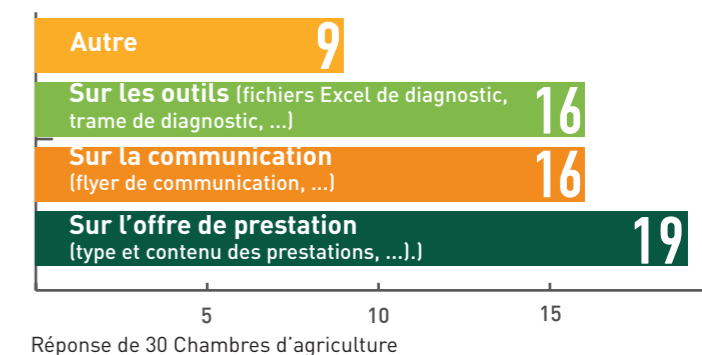 Autre 9
Sur les outils (fichiers Excel de diagnostic,
trame de diagnostic, ...) 16
Sur la communication
(flyer de communication, ...) 16
Sur l’offre de prestation
(type et contenu des prestations, ...).) 19
5 10 15
Réponse de 30 Chambres d’agriculture